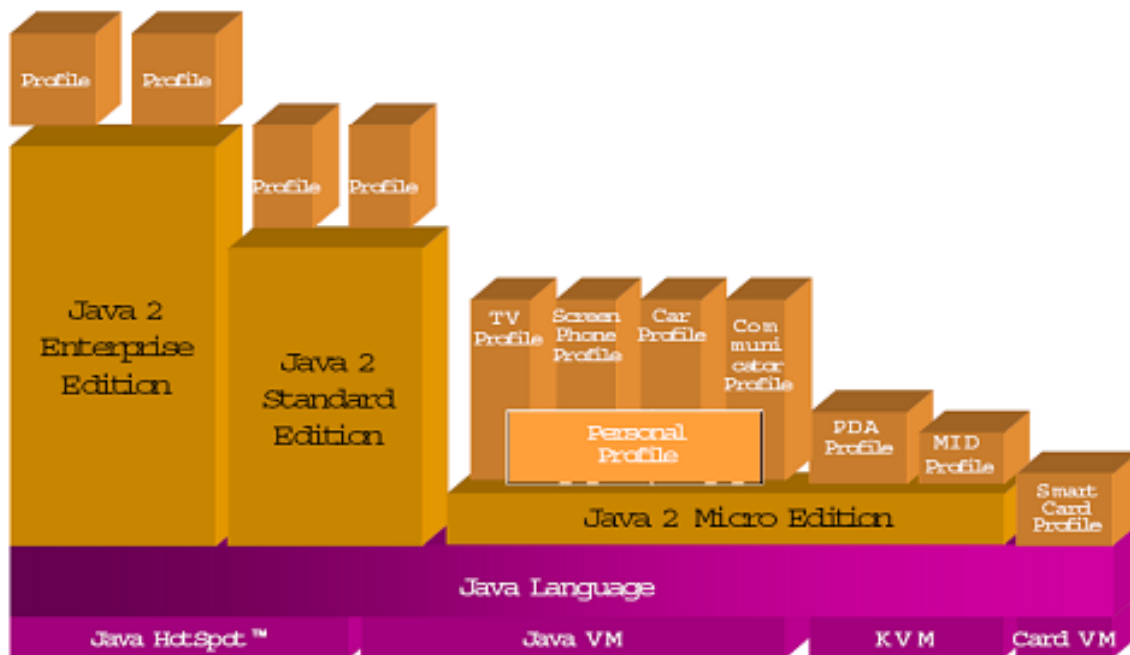 Profile
Profile
Profile
Profile
Java 2
Enterprise
Edition
Java 2
Standard
Edition
TV
Profile
Screen
Phone
Profile
Car
Profile
Com
muni
cator
Profile
Personal
Profile
PDA
Profile
MID
Profile
Smart
Card
Profile
Java 2 Micro Edition
Java Language
Java HotSpot™
Java VM
KVM
Card VM